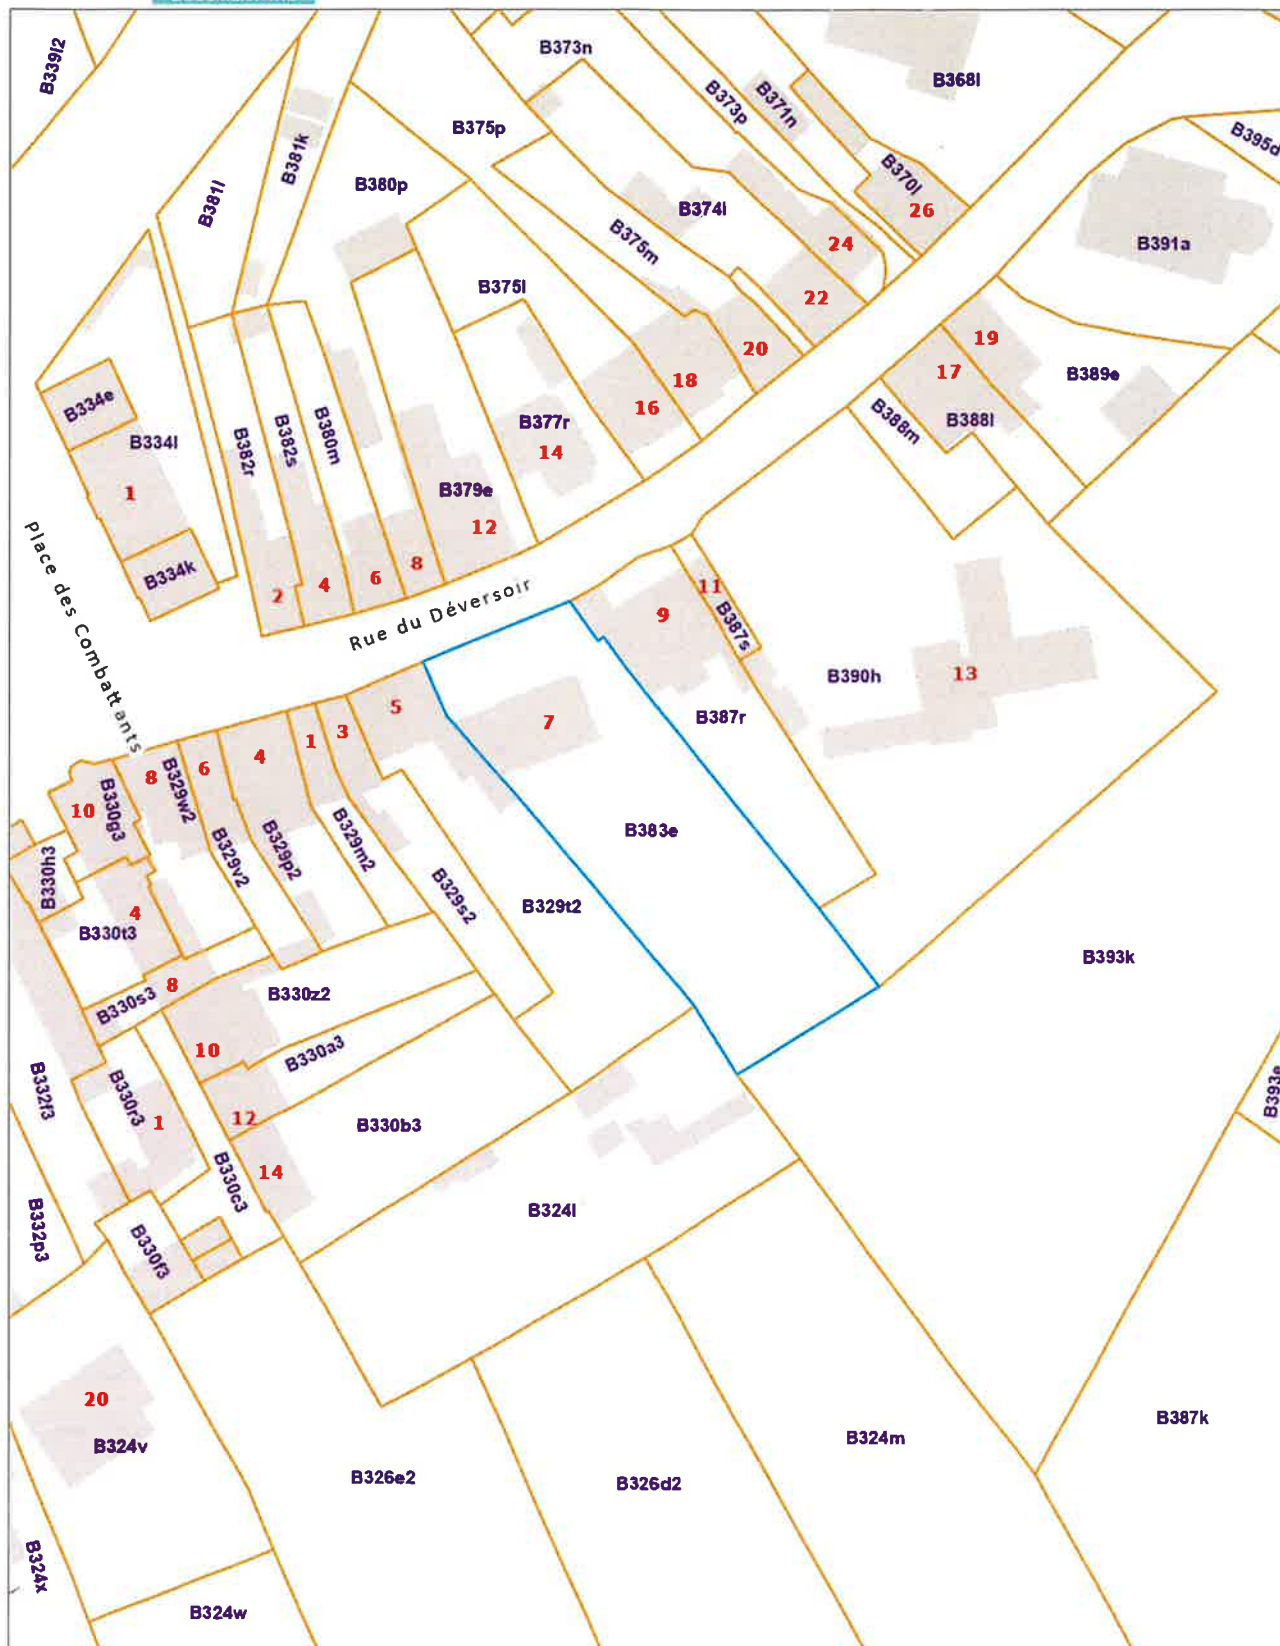 B339l2
B373n
B373p
B371n
B368l
B395d
B375p
B381k
B381l
B380p
B370l
26
B374l
B375m
24
B391a
B375l
22
20
18
16
19
17
B389e
B388m
B388l
B334e
B334l
1
B334k
B382r
B382s
B380m
B377r
14
B379e
12
2
4
6
8
Place des Combattants
Rue du Déversoir
11
9
B387s
B390h
13
B387r
5
7
3
1
4
6
8
B329w2
10
B330g3
B329v2
B329p2
B329m2
B383e
B330h3
B329s2
B329t2
4
B330t3
B393k
8
B330s3
B330z2
10
B330a3
B332f3
B330r3
1
12
B330b3
B393e
14
B330c3
B324l
B332p3
B330f3
20
B324v
B387k
B324m
B326e2
B326d2
B324x
B324w